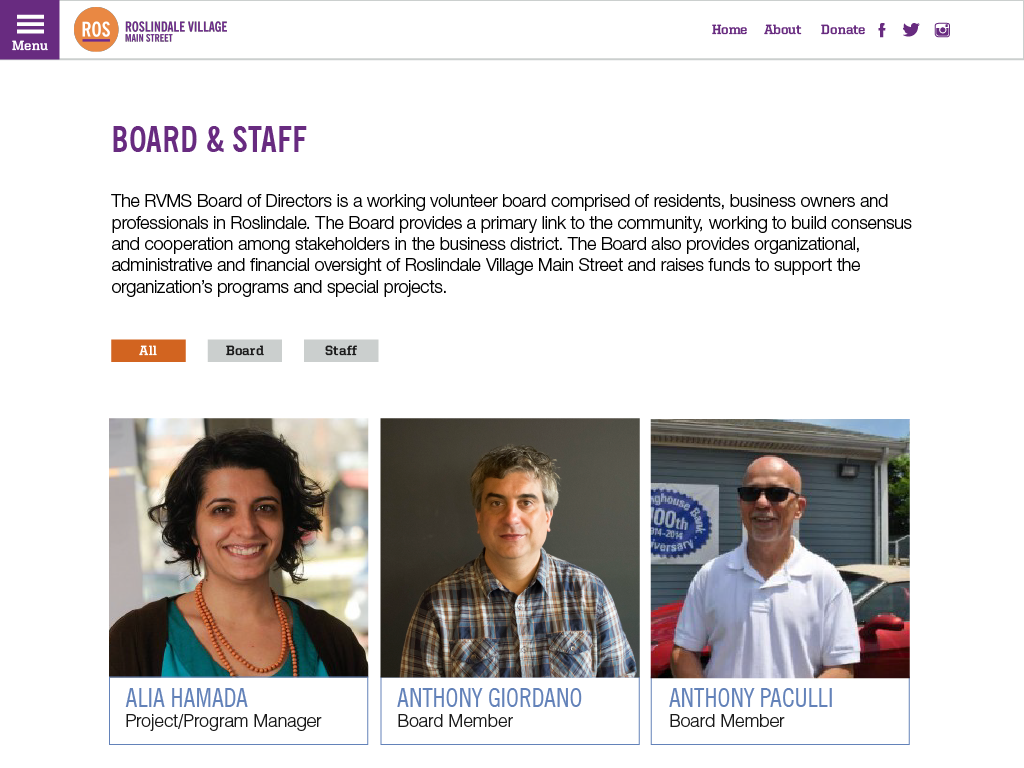 Menu
ROS
ROSLINDALE VILLAGE
MAIN STREET
Home About Donate
BOARD & STAFF
The RVMS Board of Directors is a working volunteer board comprised of residents, business owners and
professionals in Roslindale. The Board provides a primary link to the community, working to build consensus
and cooperation among stakeholders in the business district. The Board also provides organizational,
administrative and financial oversight of Roslindale Village Main Street and raises funds to support the
organization’s programs and special projects.
All Board Staff
100th
ALIA HAMADA
Project/Program Manager
ANTHONY GIORDANO
Board Member
ANTHONY PACULLI
Board Member